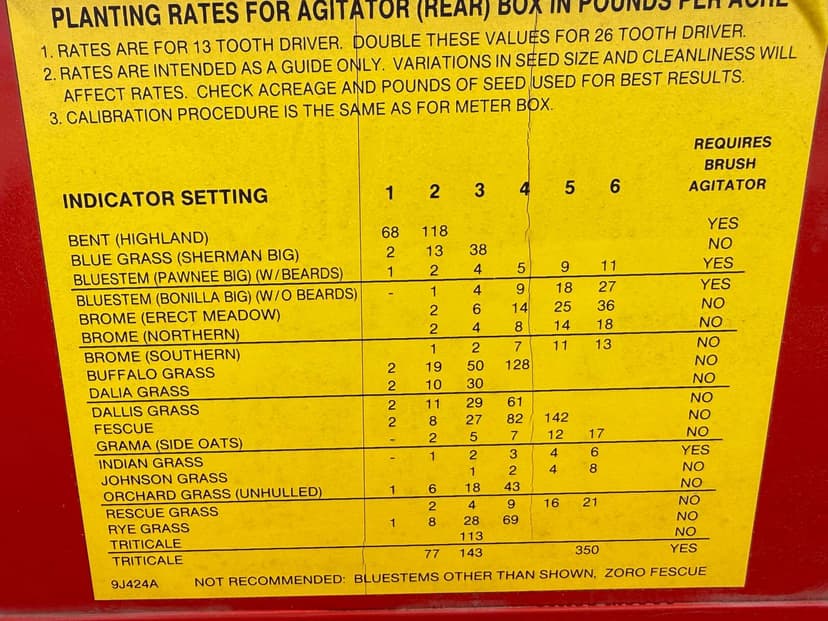 PLANTING RATES FOR AGITATOR (REAR) BOX IN POUNDS PER ACRE
1. RATES ARE FOR 13 TOOTH DRIVER. DOUBLE THESE VALUES FOR 26 TOOTH DRIVER.
2. RATES ARE INTENDED AS A GUIDE ONLY. VARIATIONS IN SEED SIZE AND CLEANLINESS WILL
AFFECT RATES. CHECK ACREAGE AND POUNDS OF SEED USED FOR BEST RESULTS.
3. CALIBRATION PROCEDURE IS THE SAME AS FOR METER BOX.
REQUIRES
BRUSH
INDICATOR SETTING 1 2 3 4 5 6 AGITATOR
BENT (HIGHLAND) 68 118 YES
BLUE GRASS (SHERMAN BIG) 2 13 38 NO
BLUESTEM (PAWNEE BIG) (W/BEARDS) 1 2 4 5 9 11 YES
BLUESTEM (BONILLA BIG) (W/O BEARDS) - 1 4 9 18 27 YES
BROME (ERECT MEADOW) 2 6 14 25 36 NO
BROME (NORTHERN) 2 4 8 14 18 NO
BROME (SOUTHERN) 1 2 7 11 13 NO
BUFFALO GRASS 2 19 50 128 NO
DALIA GRASS 2 10 30 NO
DALLIS GRASS 2 11 29 61 NO
FESCUE 2 8 27 82 142 NO
GRAMA (SIDE OATS) - 2 5 7 12 17 NO
INDIAN GRASS - 1 2 3 4 6 YES
JOHNSON GRASS 1 2 4 8 NO
ORCHARD GRASS (UNHULLED) 1 6 18 43 NO
RESCUE GRASS 2 4 9 16 21 NO
RYE GRASS 1 8 28 69 NO
TRITICALE 113 NO
TRITICALE 77 143 350 YES
9J424A NOT RECOMMENDED: BLUESTEMS OTHER THAN SHOWN, ZORO FESCUE